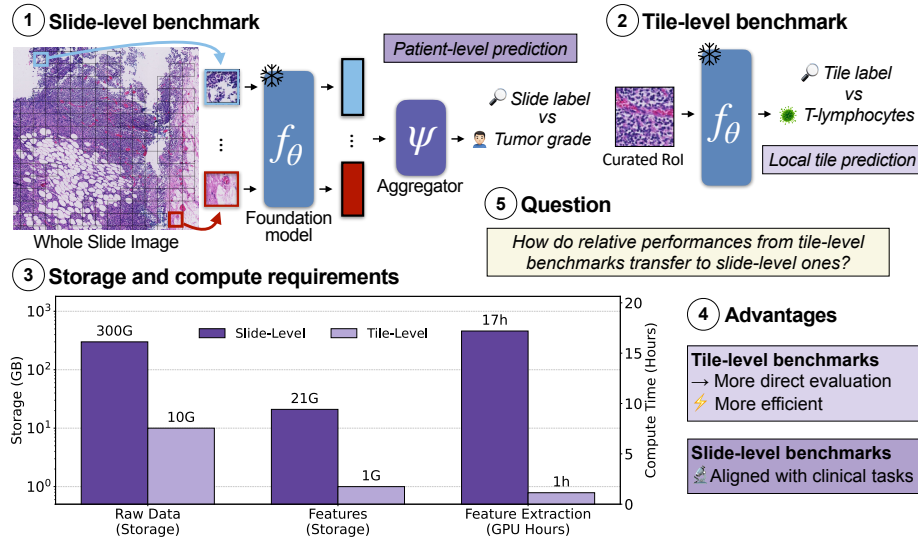 1 Slide-level benchmark
Patient-level prediction
fθ
ψ
Slide label
vs
Tumor grade
Aggregator
Foundation
model
Whole Slide Image
2 Tile-level benchmark
fθ
Tile label
vs
T-lymphocytes
Curated RoI
Local tile prediction
5 Question
How do relative performances from tile-level
benchmarks transfer to slide-level ones?
3 Storage and compute requirements
Slide-Level
Tile-Level
Storage (GB)
10³
10²
10¹
10⁰
300G
10G
21G
1G
17h
1h
20
15
10
5
0
Compute Time (Hours)
Raw Data
(Storage)
Features
(Storage)
Feature Extraction
(GPU Hours)
4 Advantages
Tile-level benchmarks
→ More direct evaluation
⚡ More efficient
Slide-level benchmarks
🔬Aligned with clinical tasks